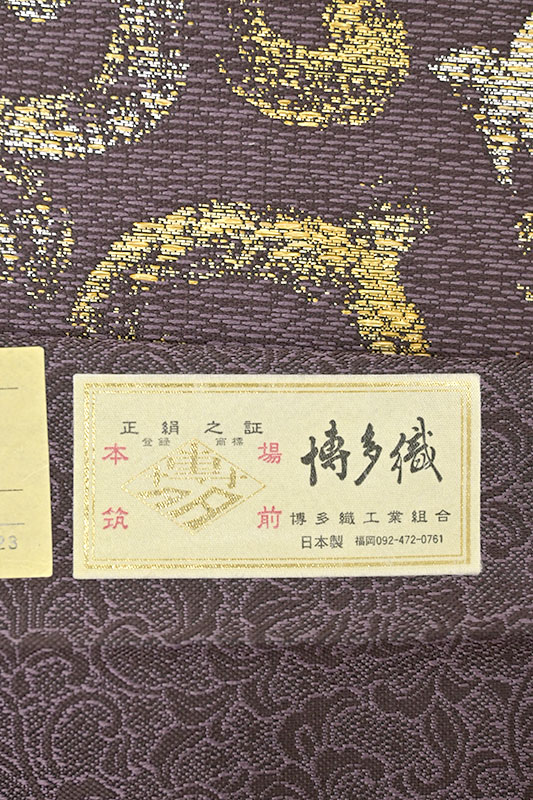 正絹之証
登録 商標
本場
筑前
博多織
博多織工業組合
日本製 福岡092-472-0761
23